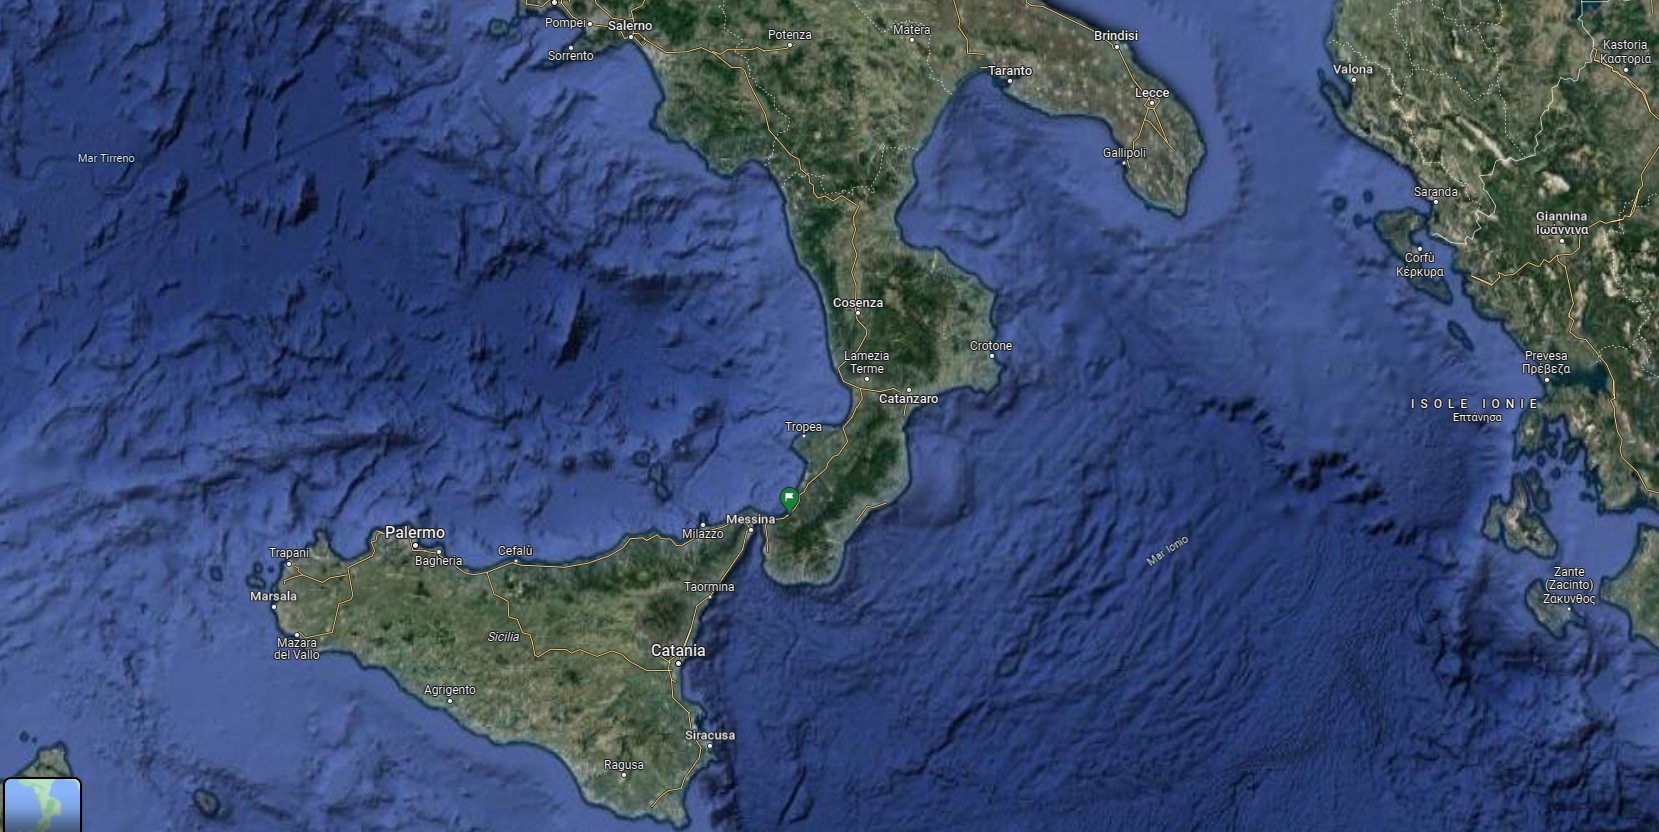 Pompei
Salerno
Sorrento
Potenza
Matera
Brindisi
Taranto
Lecce
Gallipoli
Valona
Kastoria
Καστοριά
Mar Tirreno
Saranda
Giannina
Ιωάννινα
Corfù
Κέρκυρα
Cosenza
Crotone
Lamezia
Terme
Catanzaro
Prevesa
Πρέβεζα
ISOLE IONIE
Επτάνησα
Tropea
Messina
Milazzo
Palermo
Bagheria
Cefalù
Trapani
Marsala
Mazara
del Vallo
Taormina
Sicilia
Catania
Agrigento
Siracusa
Ragusa
Mar Ionio
Zante
(Zacinto)
Ζάκυνθος